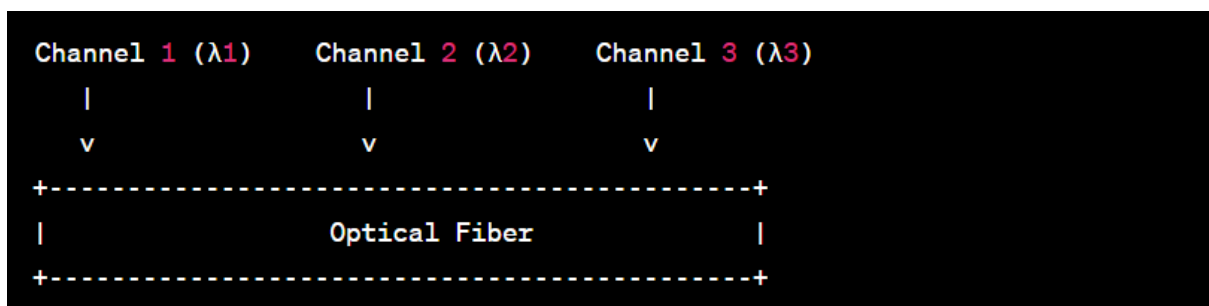 Channel 1 (λ1)    Channel 2 (λ2)    Channel 3 (λ3)
   |                 |                 |
   v                 v                 v
+---------------------------------------------+
|                  Optical Fiber              |
+---------------------------------------------+